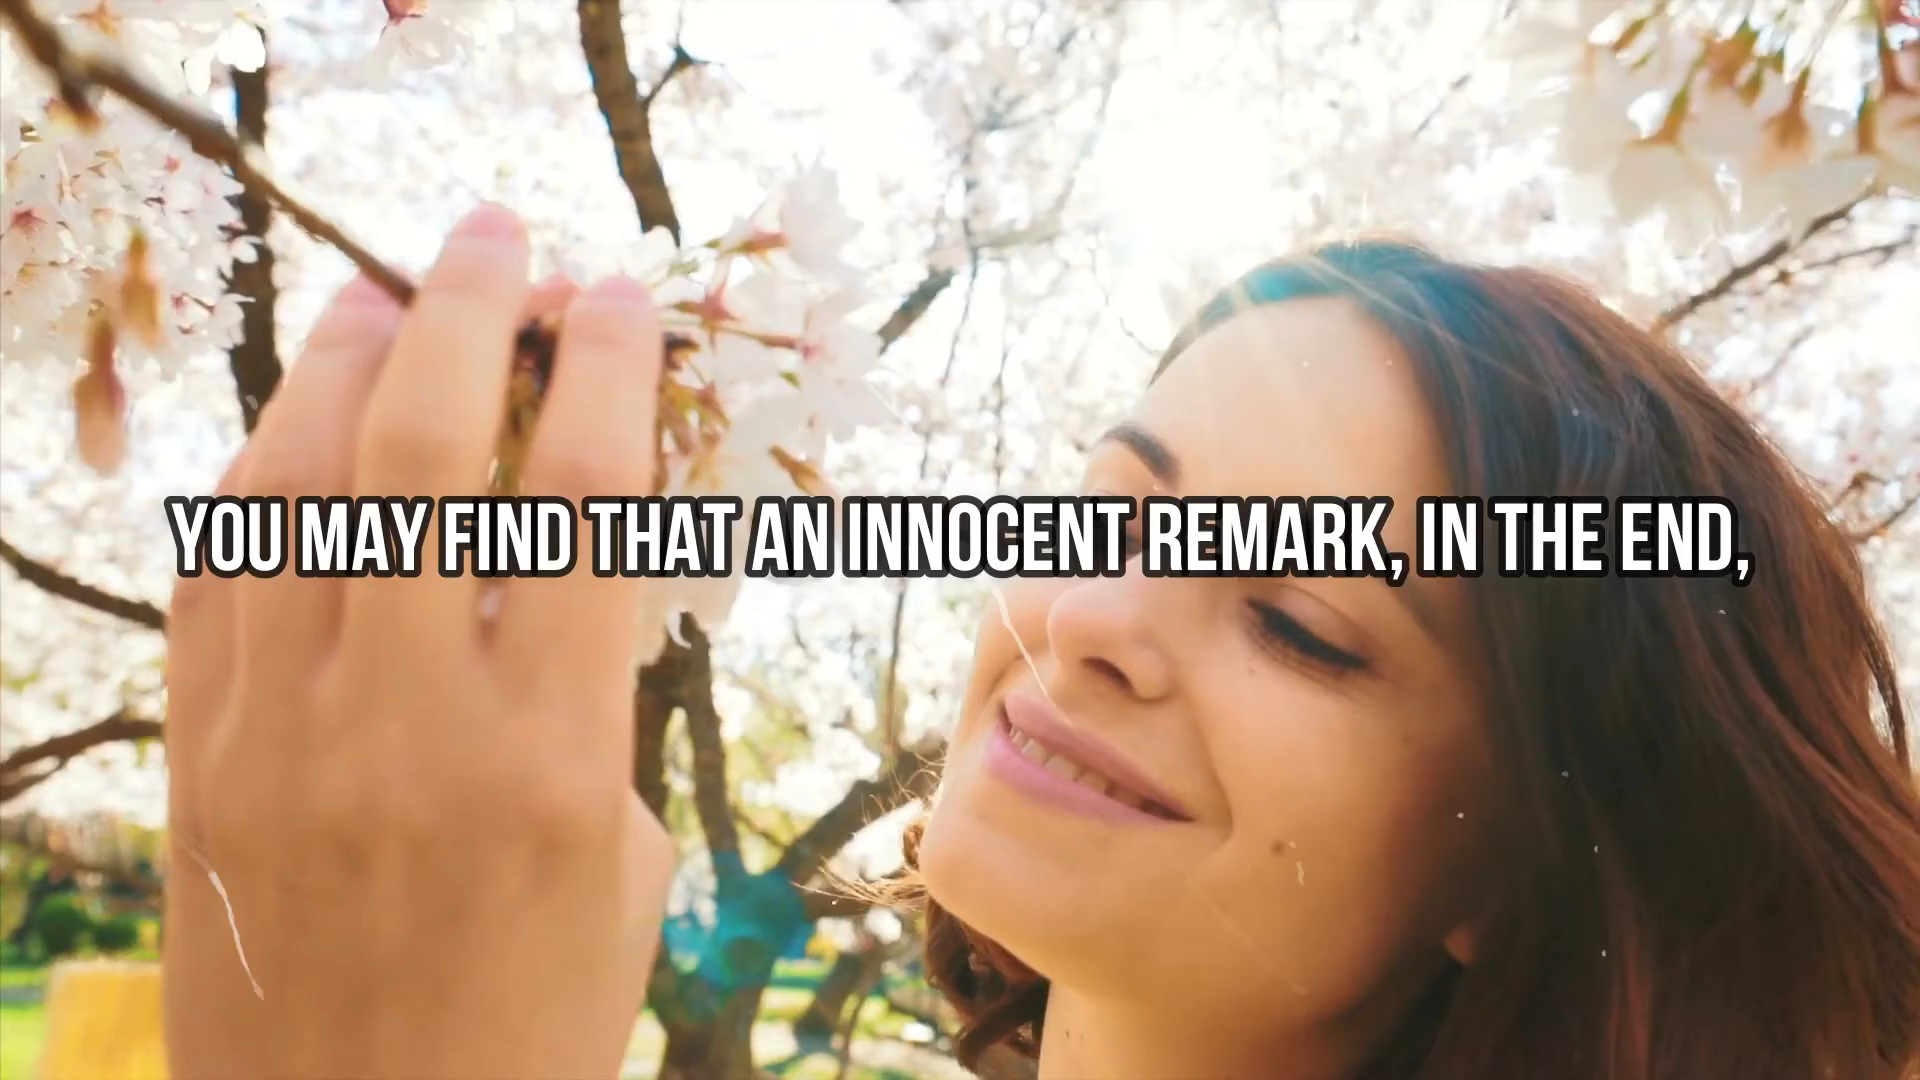 YOU MAY FIND THAT AN INNOCENT REMARK, IN THE END,